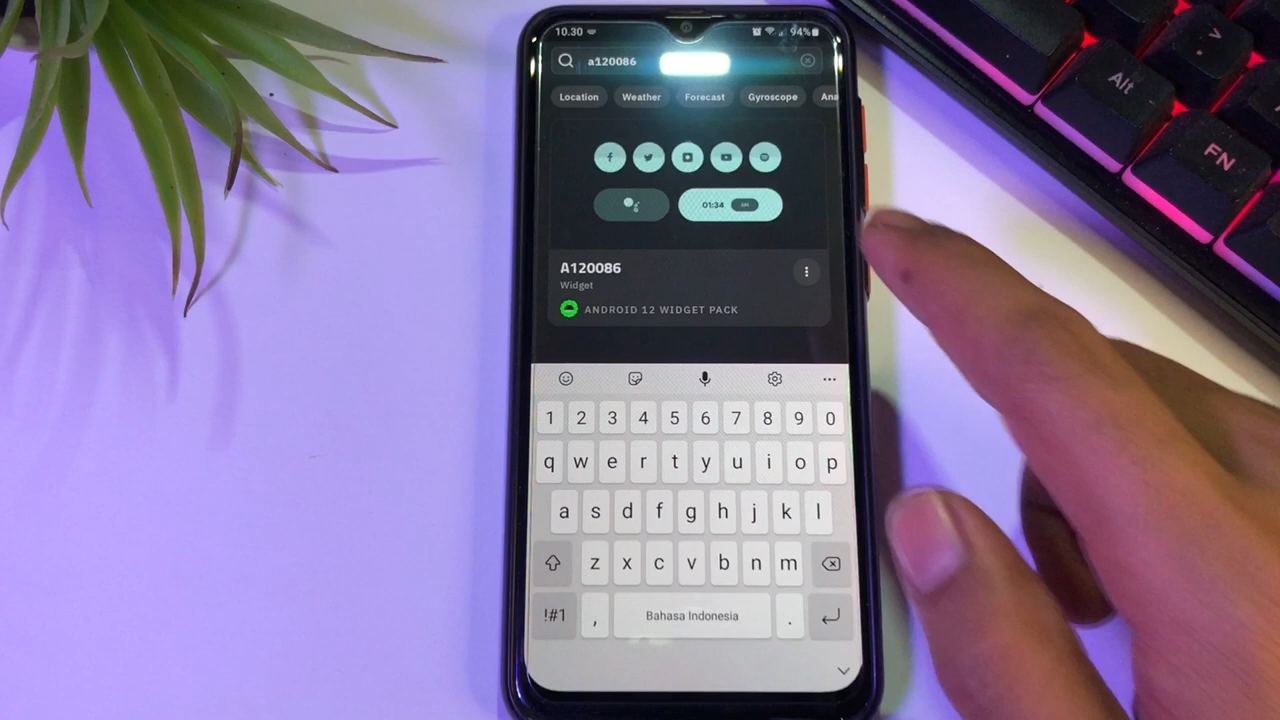 10.30 94%
a120086
Location Weather Forecast Gyroscope Ana
01:34 AM
A120086
Widget
ANDROID 12 WIDGET PACK
1 2 3 4 5 6 7 8 9 0
q w e r t y u i o p
a s d f g h j k l
z x c v b n m
!#1 , Bahasa Indonesia .
Alt
FN
> .